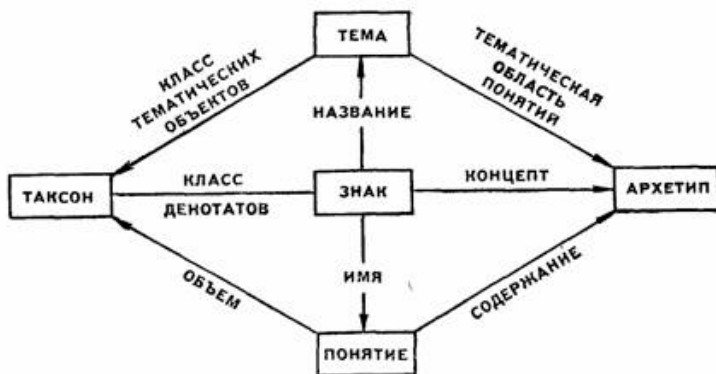 ТЕМА
КЛАСС
ТЕМАТИЧЕСКИХ
ОБЪЕКТОВ
ТЕМАТИЧЕСКАЯ
ОБЛАСТЬ
ПОНЯТИЙ
НАЗВАНИЕ
ТАКСОН
КЛАСС
ДЕНОТАТОВ
ЗНАК
КОНЦЕПТ
АРХЕТИП
ОБЪЕМ
ИМЯ
СОДЕРЖАНИЕ
ПОНЯТИЕ